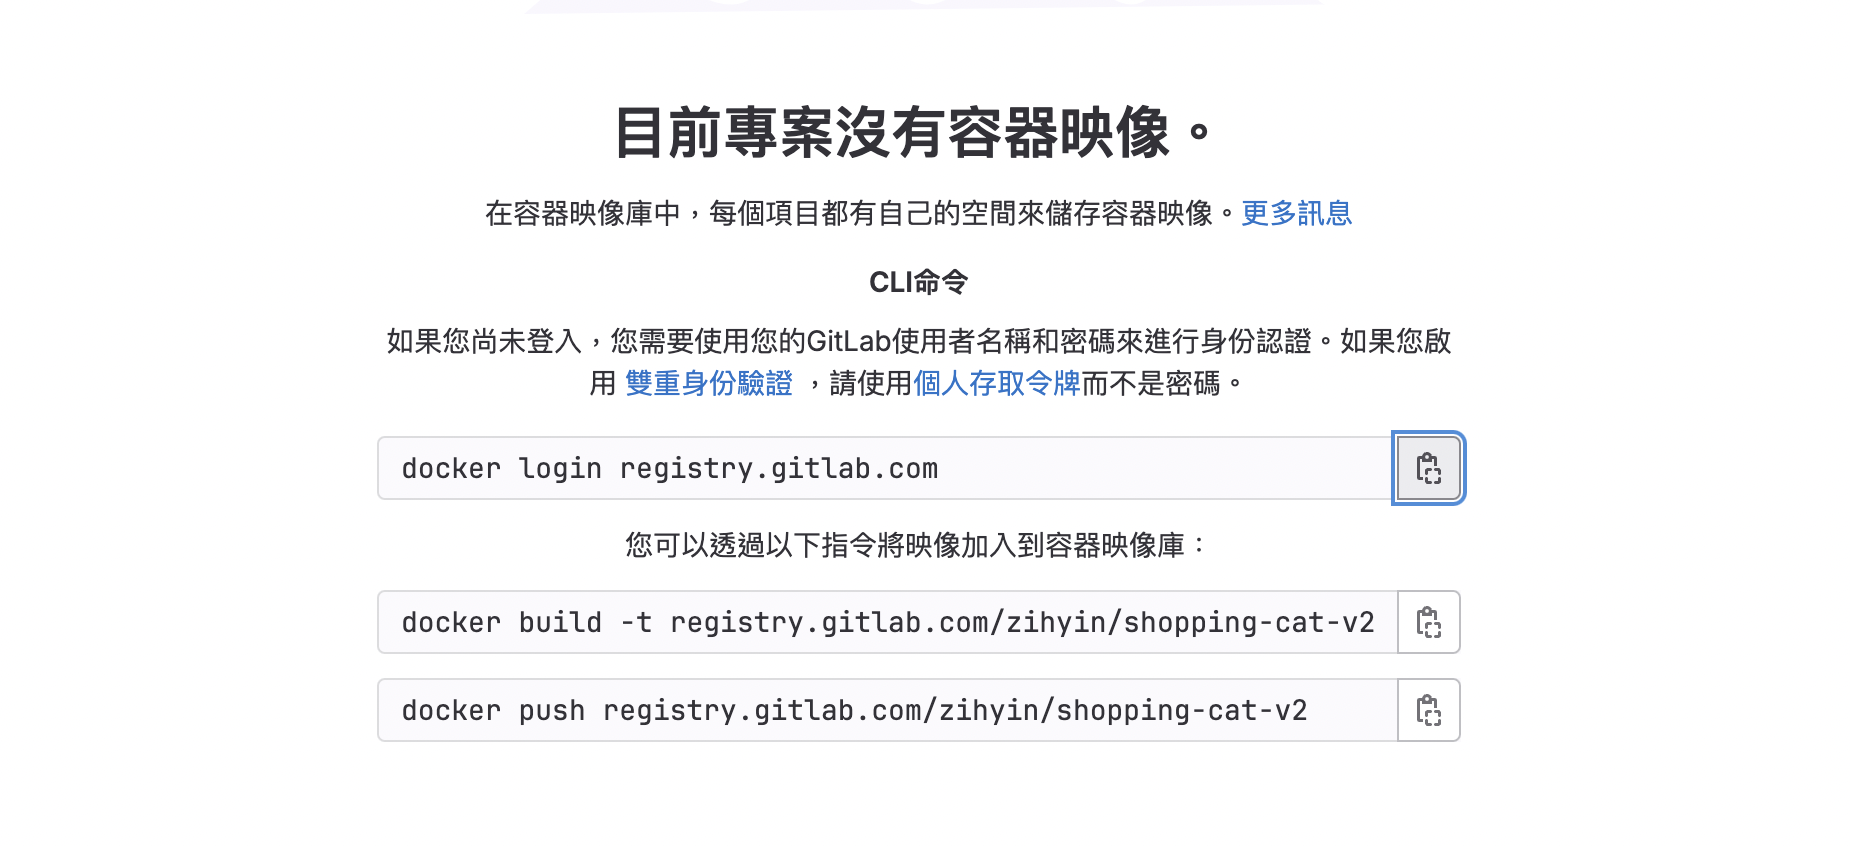 目前專案沒有容器映像。
在容器映像庫中，每個項目都有自己的空間來儲存容器映像。更多訊息
CLI命令
如果您尚未登入，您需要使用您的GitLab使用者名稱和密碼來進行身份認證。如果您啟
用 雙重身份驗證 ，請使用個人存取令牌而不是密碼。
docker login registry.gitlab.com
您可以透過以下指令將映像加入到容器映像庫：
docker build -t registry.gitlab.com/zihyin/shopping-cat-v2
docker push registry.gitlab.com/zihyin/shopping-cat-v2